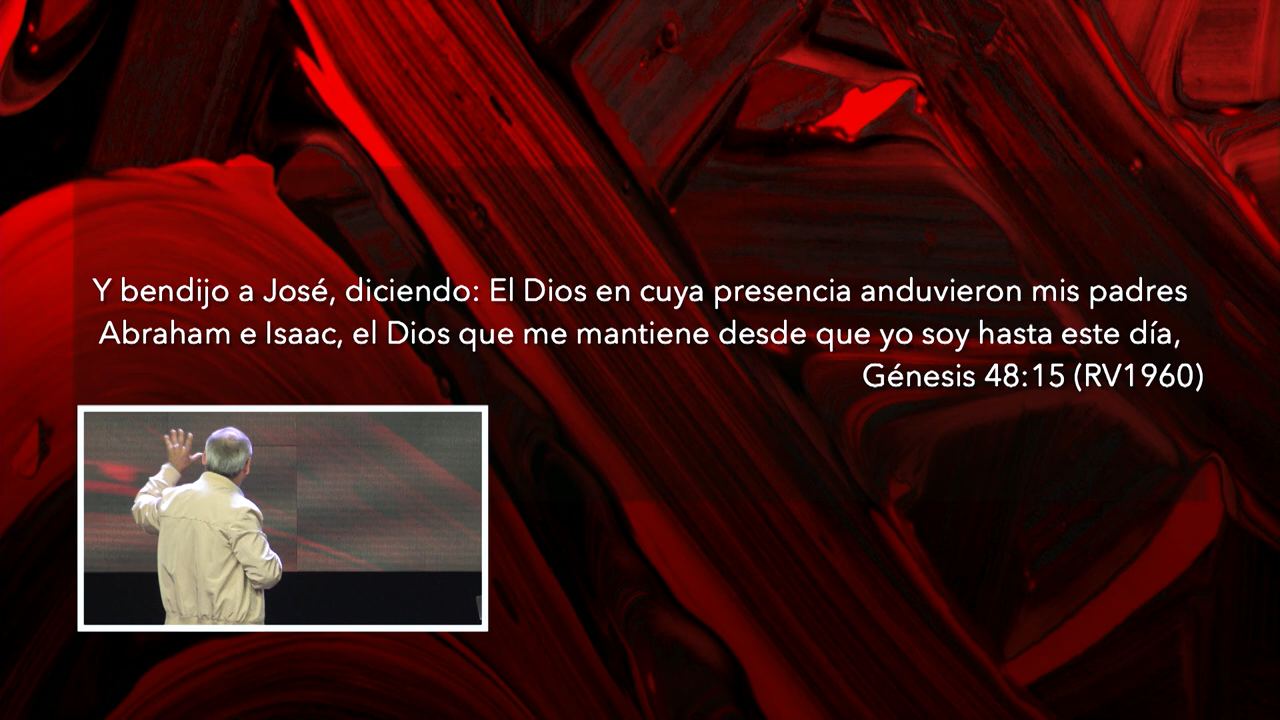 Y bendijo a José, diciendo: El Dios en cuya presencia anduvieron mis padres
Abraham e Isaac, el Dios que me mantiene desde que yo soy hasta este día,
Génesis 48:15 (RV1960)